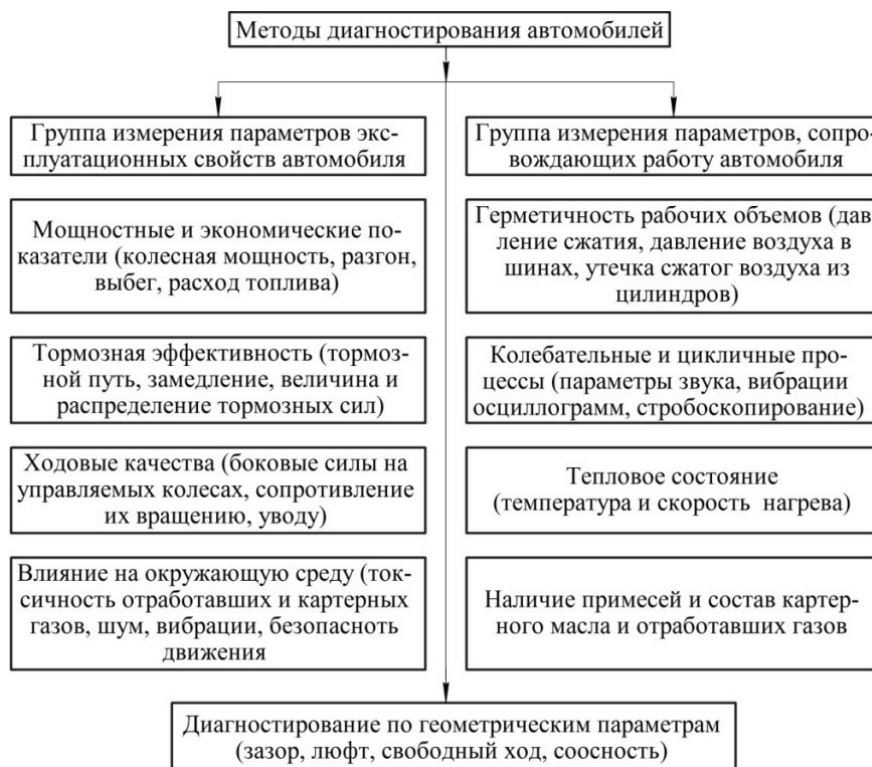 Методы диагностирования автомобилей
Группа измерения параметров экс-
плуатационных свойств автомобиля
Мощностные и экономические по-
казатели (колесная мощность, разгон,
выбег, расход топлива)
Тормозная эффективность (тормоз-
ной путь, замедление, величина и
распределение тормозных сил)
Ходовые качества (боковые силы на
управляемых колесах, сопротивление
их вращению, уводу)
Влияние на окружающую среду (ток-
сичность отработавших и картерных
газов, шум, вибрации, безопасноть
движения
Группа измерения параметров, сопро-
вождающих работу автомобиля
Герметичность рабочих объемов (дав-
ление сжатия, давление воздуха в
шинах, утечка сжатог воздуха из
цилиндров)
Колебательные и цикличные про-
цессы (параметры звука, вибрации
осциллограмм, стробоскопирование)
Тепловое состояние
(температура и скорость нагрева)
Наличие примесей и состав картер-
ного масла и отработавших газов
Диагностирование по геометрическим параметрам
(зазор, люфт, свободный ход, соосность)